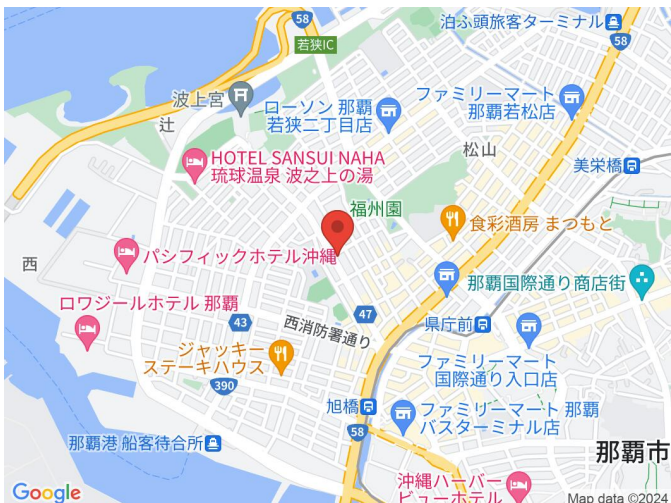 58
泊ふ頭旅客ターミナル
58
若狭IC
波上宮
辻
ローソン 那覇
若狭二丁目店
ファミリーマート
那覇若松店
松山
HOTEL SANSUI NAHA
琉球温泉 波之上の湯
美栄橋
福州園
食彩酒房 まつもと
西
パシフィックホテル沖縄
那覇国際通り商店街
ロワジールホテル 那覇
43
47
西消防署通り
県庁前
ジャッキー
ステーキハウス
ファミリーマート
国際通り入口店
390
旭橋
ファミリーマート 那覇
バスターミナル店
58
那覇港 船客待合所
那覇市
沖縄ハーバー
ビューホテル
Google
Map data ©2024